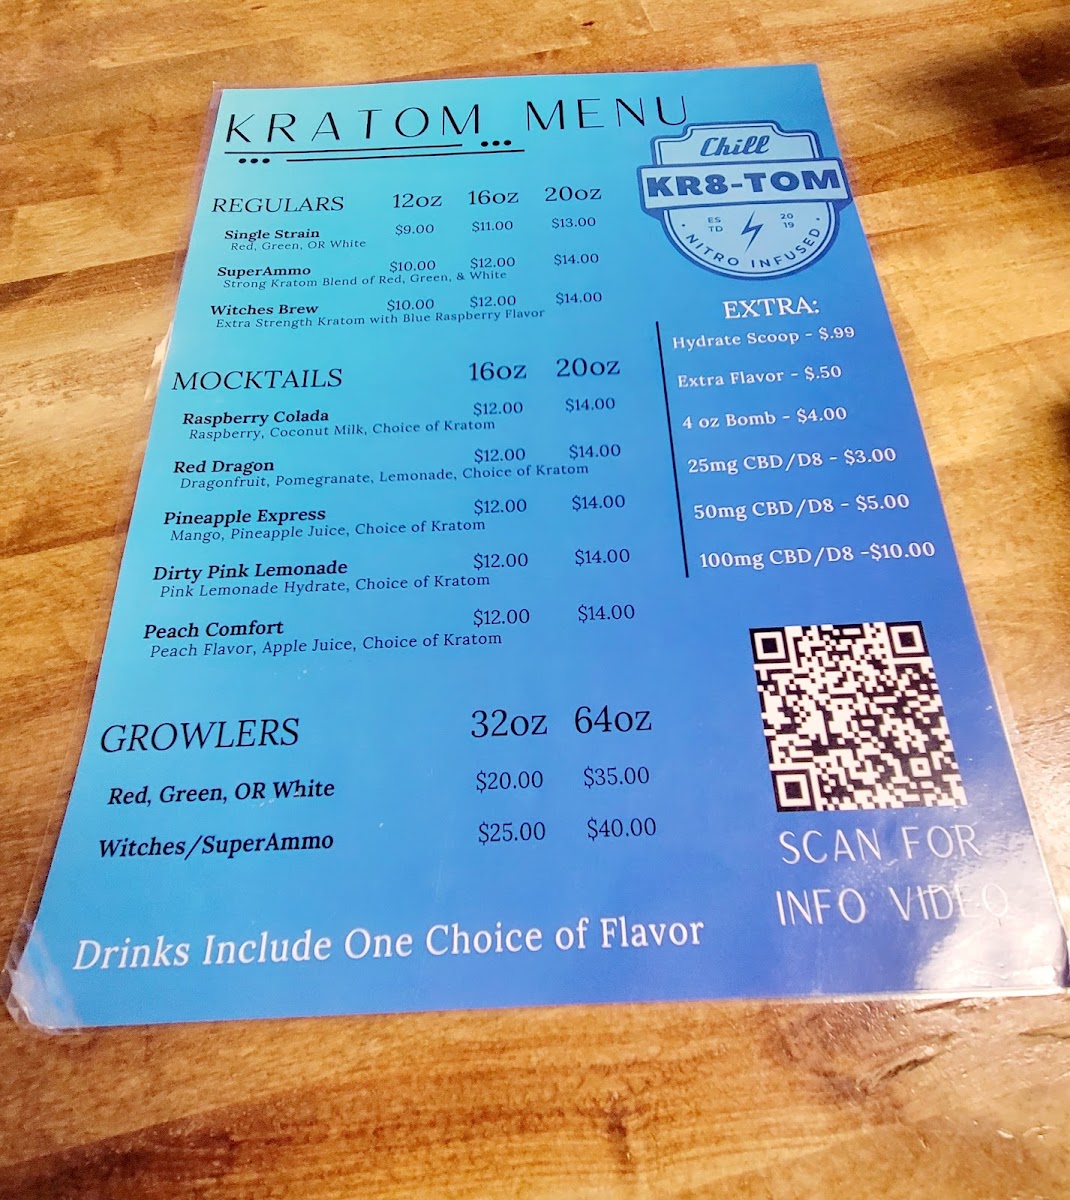 KRATOM MENU
Chill
KR8-TOM
ES
TD
20
19
NITRO INFUSED
REGULARS 12oz 16oz 20oz
Single Strain $9.00 $11.00 $13.00
Red, Green, OR White
SuperAmmo $10.00 $12.00 $14.00
Strong Kratom Blend of Red, Green, & White
Witches Brew $10.00 $12.00 $14.00
Extra Strength Kratom with Blue Raspberry Flavor
MOCKTAILS 16oz 20oz
Raspberry Colada $12.00 $14.00
Raspberry, Coconut Milk, Choice of Kratom
Red Dragon $12.00 $14.00
Dragonfruit, Pomegranate, Lemonade, Choice of Kratom
Pineapple Express $12.00 $14.00
Mango, Pineapple Juice, Choice of Kratom
Dirty Pink Lemonade $12.00 $14.00
Pink Lemonade Hydrate, Choice of Kratom
Peach Comfort $12.00 $14.00
Peach Flavor, Apple Juice, Choice of Kratom
GROWLERS 32oz 64oz
Red, Green, OR White $20.00 $35.00
Witches/SuperAmmo $25.00 $40.00
Drinks Include One Choice of Flavor
EXTRA:
Hydrate Scoop - $.99
Extra Flavor - $.50
4 oz Bomb - $4.00
25mg CBD/D8 - $3.00
50mg CBD/D8 - $5.00
100mg CBD/D8 -$10.00
SCAN FOR
INFO VIDEO